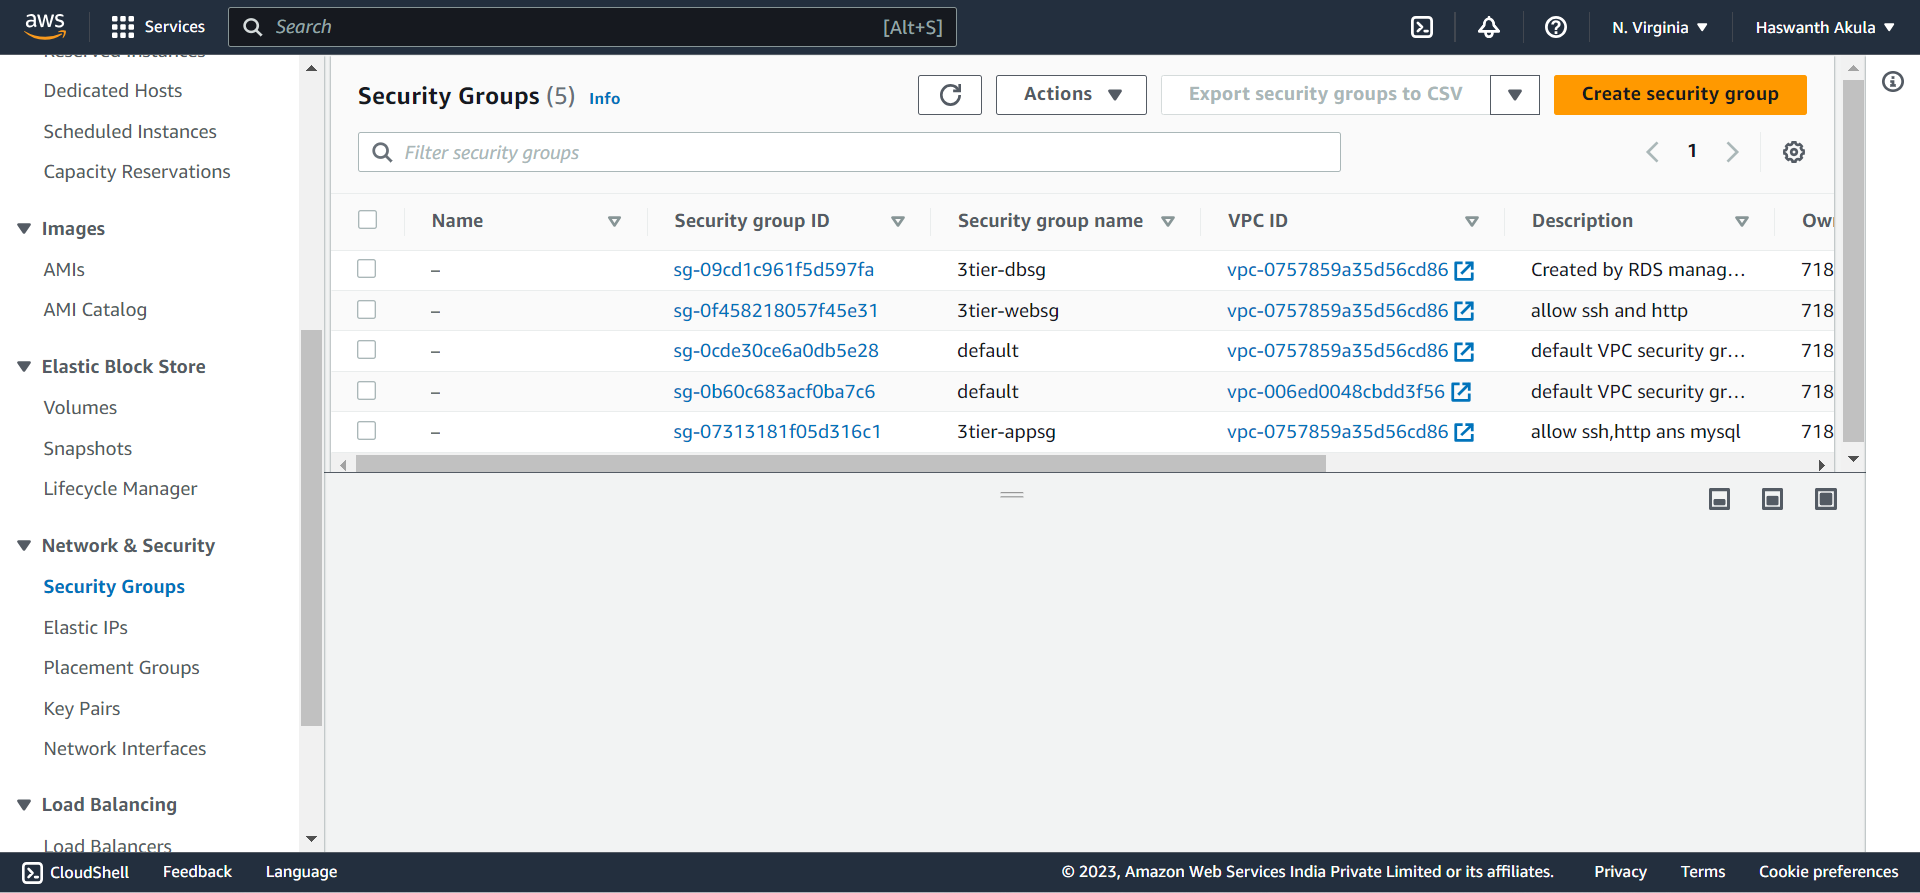 aws Services Search [Alt+S] N. Virginia Haswanth Akula
Reserved Instances
Dedicated Hosts
Scheduled Instances
Capacity Reservations
Images
AMIs
AMI Catalog
Elastic Block Store
Volumes
Snapshots
Lifecycle Manager
Network & Security
Security Groups
Elastic IPs
Placement Groups
Key Pairs
Network Interfaces
Load Balancing
Load Balancers
Security Groups (5) Info Actions Export security groups to CSV Create security group
Filter security groups 1
Name Security group ID Security group name VPC ID Description Own
– sg-09cd1c961f5d597fa 3tier-dbsg vpc-0757859a35d56cd86 Created by RDS manag... 718
– sg-0f458218057f45e31 3tier-websg vpc-0757859a35d56cd86 allow ssh and http 718
– sg-0cde30ce6a0db5e28 default vpc-0757859a35d56cd86 default VPC security gr... 718
– sg-0b60c683acf0ba7c6 default vpc-006ed0048cbdd3f56 default VPC security gr... 718
– sg-07313181f05d316c1 3tier-appsg vpc-0757859a35d56cd86 allow ssh,http ans mysql 718
CloudShell Feedback Language © 2023, Amazon Web Services India Private Limited or its affiliates. Privacy Terms Cookie preferences